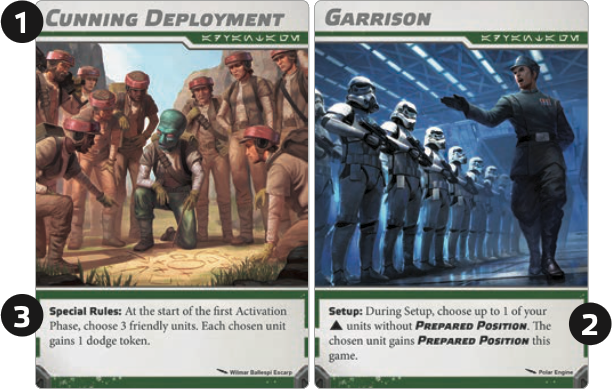 1
CUNNING DEPLOYMENT
3
Special Rules: At the start of the first Activation
Phase, choose 3 friendly units. Each chosen unit
gains 1 dodge token.
Wilmar Ballespi Escarp
GARRISON
Setup: During Setup, choose up to 1 of your
▲ units without PREPARED POSITION. The
chosen unit gains PREPARED POSITION this
game.
2
Polar Engine